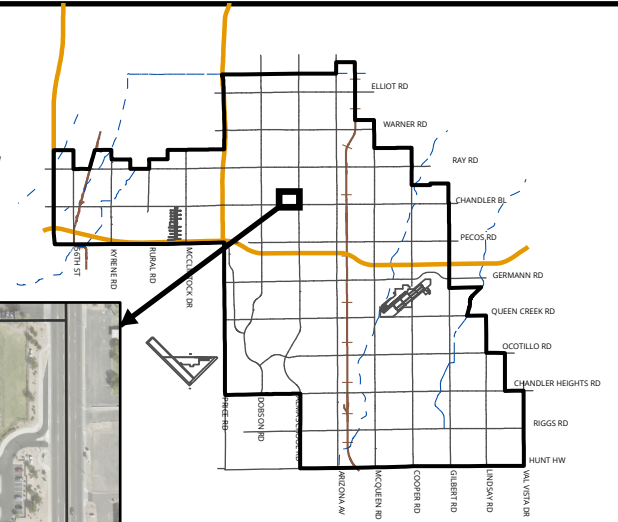 ELLIOT RD
WARNER RD
RAY RD
CHANDLER BL
PECOS RD
GERMANN RD
QUEEN CREEK RD
OCOTILLO RD
CHANDLER HEIGHTS RD
RIGGS RD
HUNT HW
56TH ST
KYRENE RD
RURAL RD
MCCLINTOCK DR
PRICE RD
DOBSON RD
ARIZONA AV
MCQUEEN RD
COOPER RD
GILBERT RD
LINDSAY RD
VAL VISTA DR